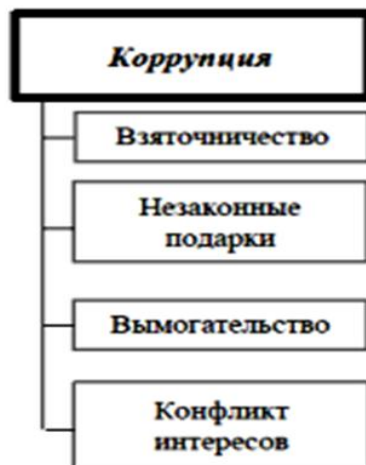 Коррупция
Взяточничество
Незаконные
подарки
Вымогательство
Конфликт
интересов